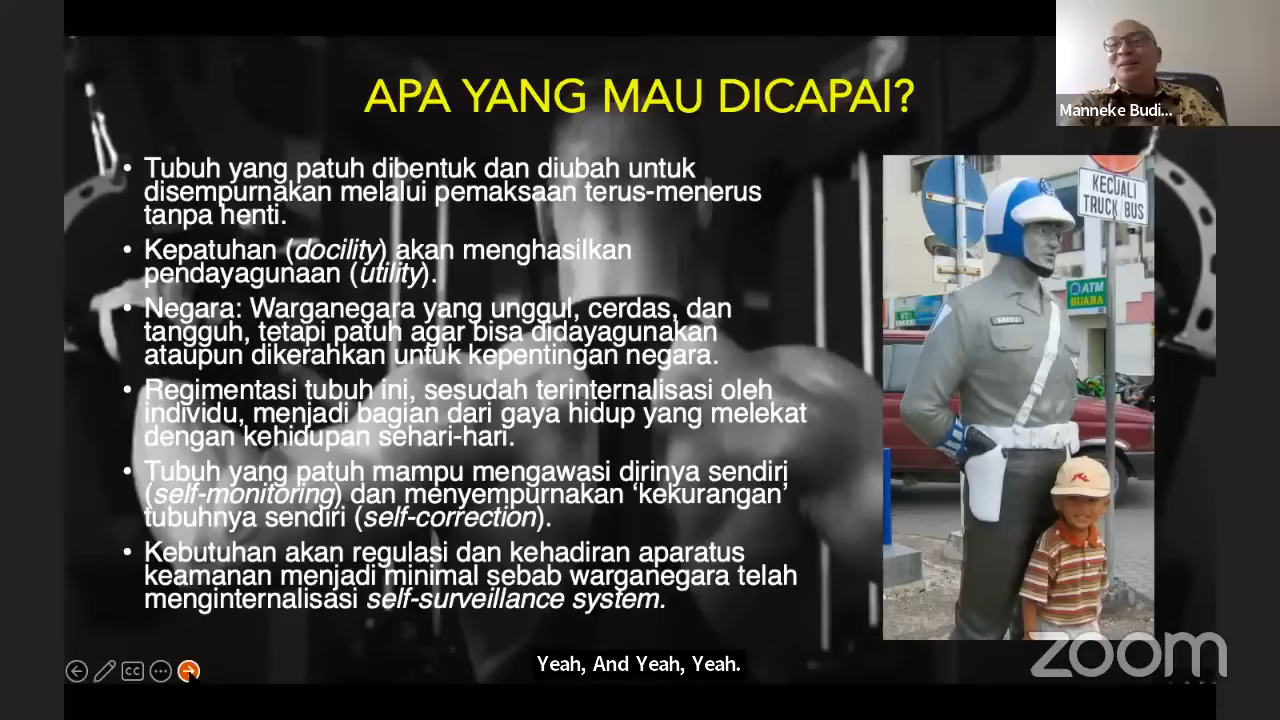 APA YANG MAU DICAPAI?
Manneke Budi...
• Tubuh yang patuh dibentuk dan diubah untuk
disempurnakan melalui pemaksaan terus-menerus
tanpa henti.
• Kepatuhan (docility) akan menghasilkan
pendayagunaan (utility).
• Negara: Warganegara yang unggul, cerdas, dan
tangguh, tetapi patuh agar bisa didayagunakan
ataupun dikerahkan untuk kepentingan negara.
• Regimentasi tubuh ini, sesudah terinternalisasi oleh
individu, menjadi bagian dari gaya hidup yang melekat
dengan kehidupan sehari-hari.
• Tubuh yang patuh mampu mengawasi dirinya sendiri
(self-monitoring) dan menyempurnakan ‘kekurangan’
tubuhnya sendiri (self-correction).
• Kebutuhan akan regulasi dan kehadiran aparatus
keamanan menjadi minimal sebab warganegara telah
menginternalisasi self-surveillance system.
KECUALI
TRUCK/BUS
ATM
BUANA
CC
Yeah, And Yeah, Yeah.
zoom